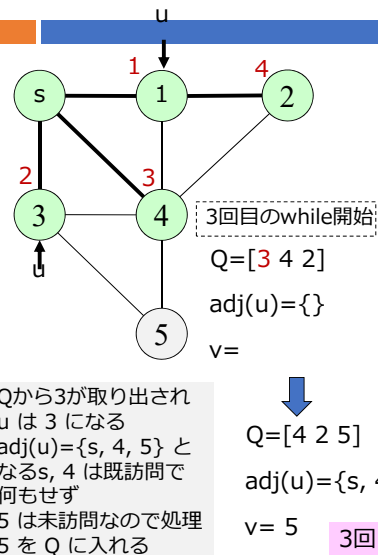 u
1
4
s
1
2
2
3
3
4
u
5
3回目のwhile開始
Q=[3 4 2]
adj(u)={}
v=
Qから3が取り出され
u は 3 になる
adj(u)={s, 4, 5} と
なるs, 4 は既訪問で
何もせず
5 は未訪問なので処理
5 を Q に入れる
Q=[4 2 5]
adj(u)={s, 4
v= 5
3回